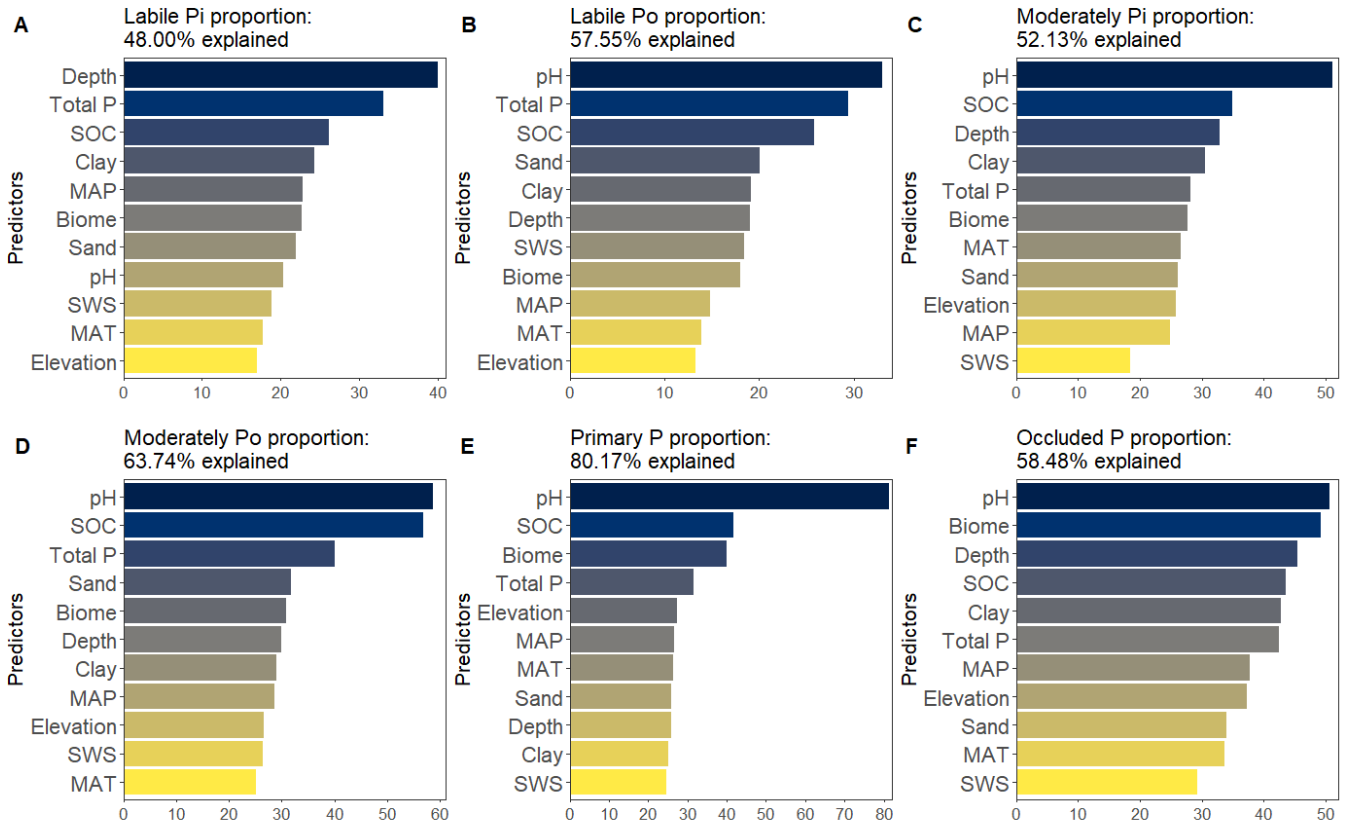 A
Labile Pi proportion:
48.00% explained
Predictors
Depth
Total P
SOC
Clay
MAP
Biome
Sand
pH
SWS
MAT
Elevation
0 10 20 30 40
B
Labile Po proportion:
57.55% explained
Predictors
pH
Total P
SOC
Sand
Clay
Depth
SWS
Biome
MAP
MAT
Elevation
0 10 20 30
C
Moderately Pi proportion:
52.13% explained
Predictors
pH
SOC
Depth
Clay
Total P
Biome
MAT
Sand
Elevation
MAP
SWS
0 10 20 30 40 50
D
Moderately Po proportion:
63.74% explained
Predictors
pH
SOC
Total P
Sand
Biome
Depth
Clay
MAP
Elevation
SWS
MAT
0 10 20 30 40 50 60
E
Primary P proportion:
80.17% explained
Predictors
pH
SOC
Biome
Total P
Elevation
MAP
MAT
Sand
Depth
Clay
SWS
0 10 20 30 40 50 60 70 80
F
Occluded P proportion:
58.48% explained
Predictors
pH
Biome
Depth
SOC
Clay
Total P
MAP
Elevation
Sand
MAT
SWS
0 10 20 30 40 50